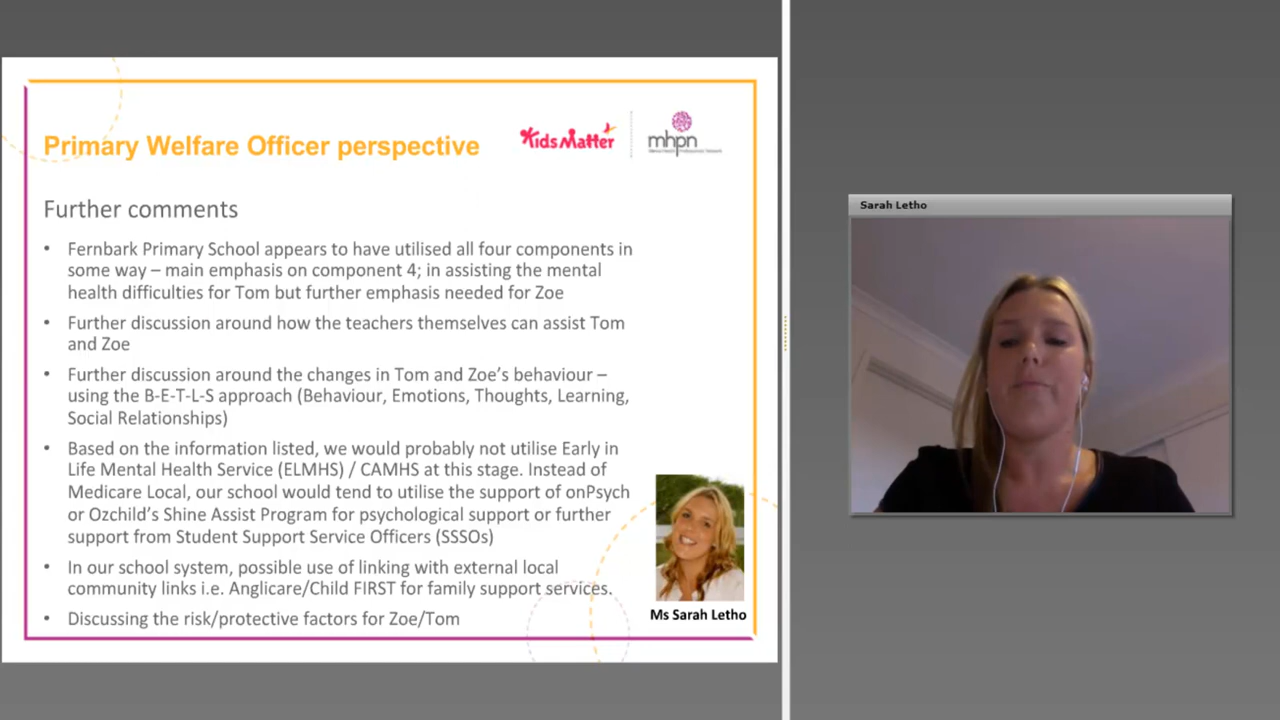 Primary Welfare Officer perspective
KidsMatter
mhpn
Further comments
• Fernbark Primary School appears to have utilised all four components in
some way – main emphasis on component 4; in assisting the mental
health difficulties for Tom but further emphasis needed for Zoe
• Further discussion around how the teachers themselves can assist Tom
and Zoe
• Further discussion around the changes in Tom and Zoe’s behaviour –
using the B-E-T-L-S approach (Behaviour, Emotions, Thoughts, Learning,
Social Relationships)
• Based on the information listed, we would probably not utilise Early in
Life Mental Health Service (ELMHS) / CAMHS at this stage. Instead of
Medicare Local, our school would tend to utilise the support of onPsych
or Ozchild’s Shine Assist Program for psychological support or further
support from Student Support Service Officers (SSSOs)
• In our school system, possible use of linking with external local
community links i.e. Anglicare/Child FIRST for family support services.
• Discussing the risk/protective factors for Zoe/Tom
Ms Sarah Letho
Sarah Letho